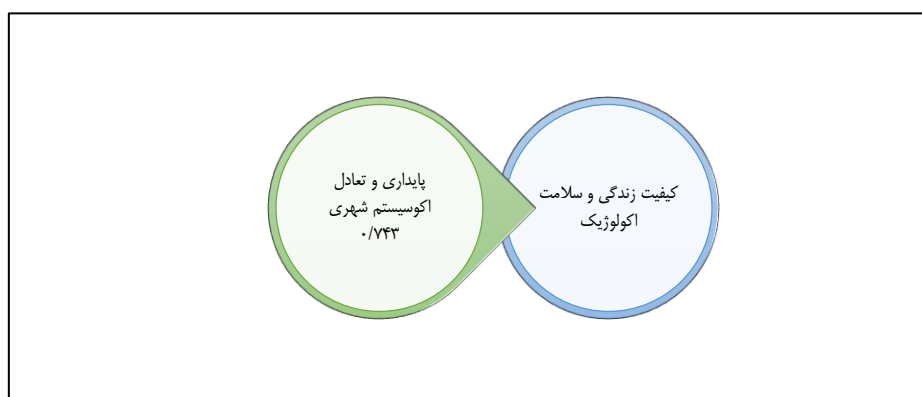 کیفیت زندگی و سلامت
اکولوژیک
پایداری و تعادل
اکوسیستم شهری
۰/۷۴۳